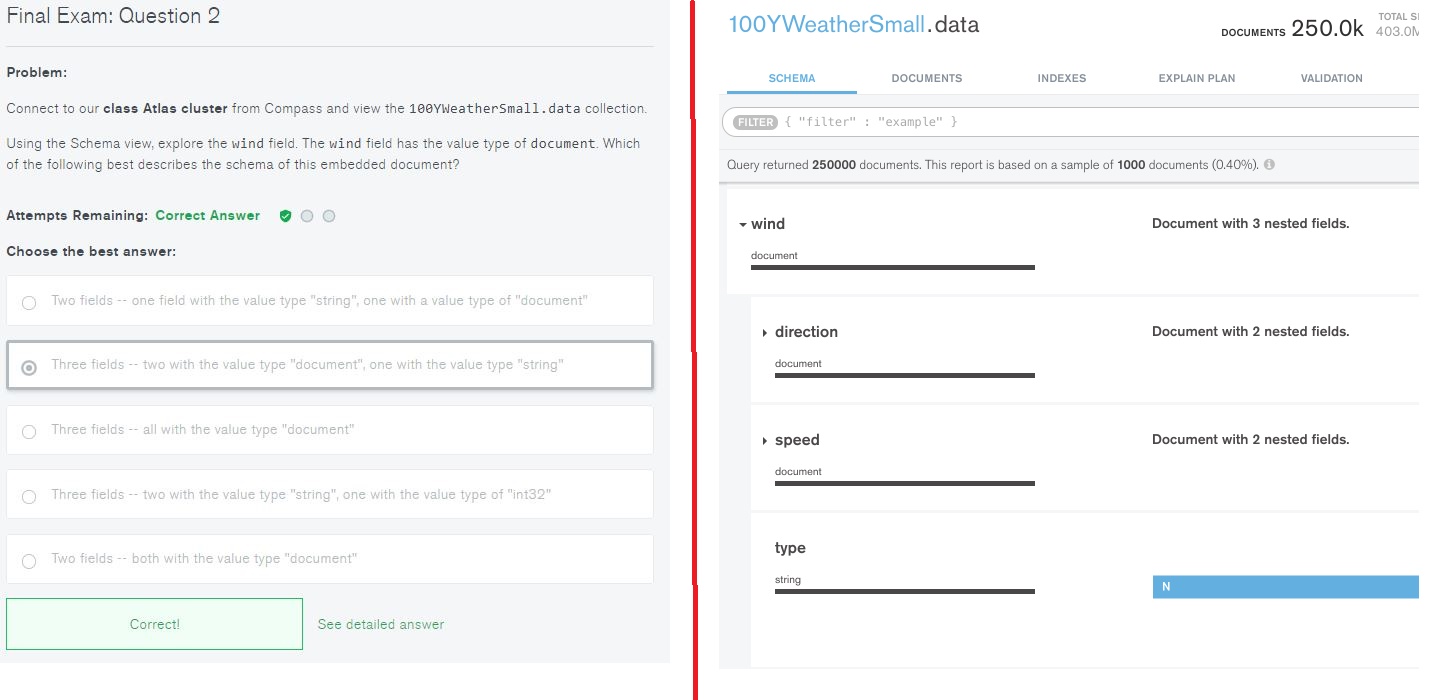 Final Exam: Question 2
Problem:
Connect to our class Atlas cluster from Compass and view the 100YWeatherSmall.data collection.
Using the Schema view, explore the wind field. The wind field has the value type of document. Which
of the following best describes the schema of this embedded document?
Attempts Remaining: Correct Answer
Choose the best answer:
Two fields -- one field with the value type "string", one with a value type of "document"
Three fields -- two with the value type "document", one with the value type "string"
Three fields -- all with the value type "document"
Three fields -- two with the value type "string", one with the value type of "int32"
Two fields -- both with the value type "document"
Correct!
See detailed answer
100YWeatherSmall.data
DOCUMENTS 250.0k
TOTAL
403.0
SCHEMA
DOCUMENTS
INDEXES
EXPLAIN PLAN
VALIDATION
FILTER { "filter" : "example" }
Query returned 250000 documents. This report is based on a sample of 1000 documents (0.40%).
wind
Document with 3 nested fields.
document
direction
Document with 2 nested fields.
document
speed
Document with 2 nested fields.
document
type
string
N